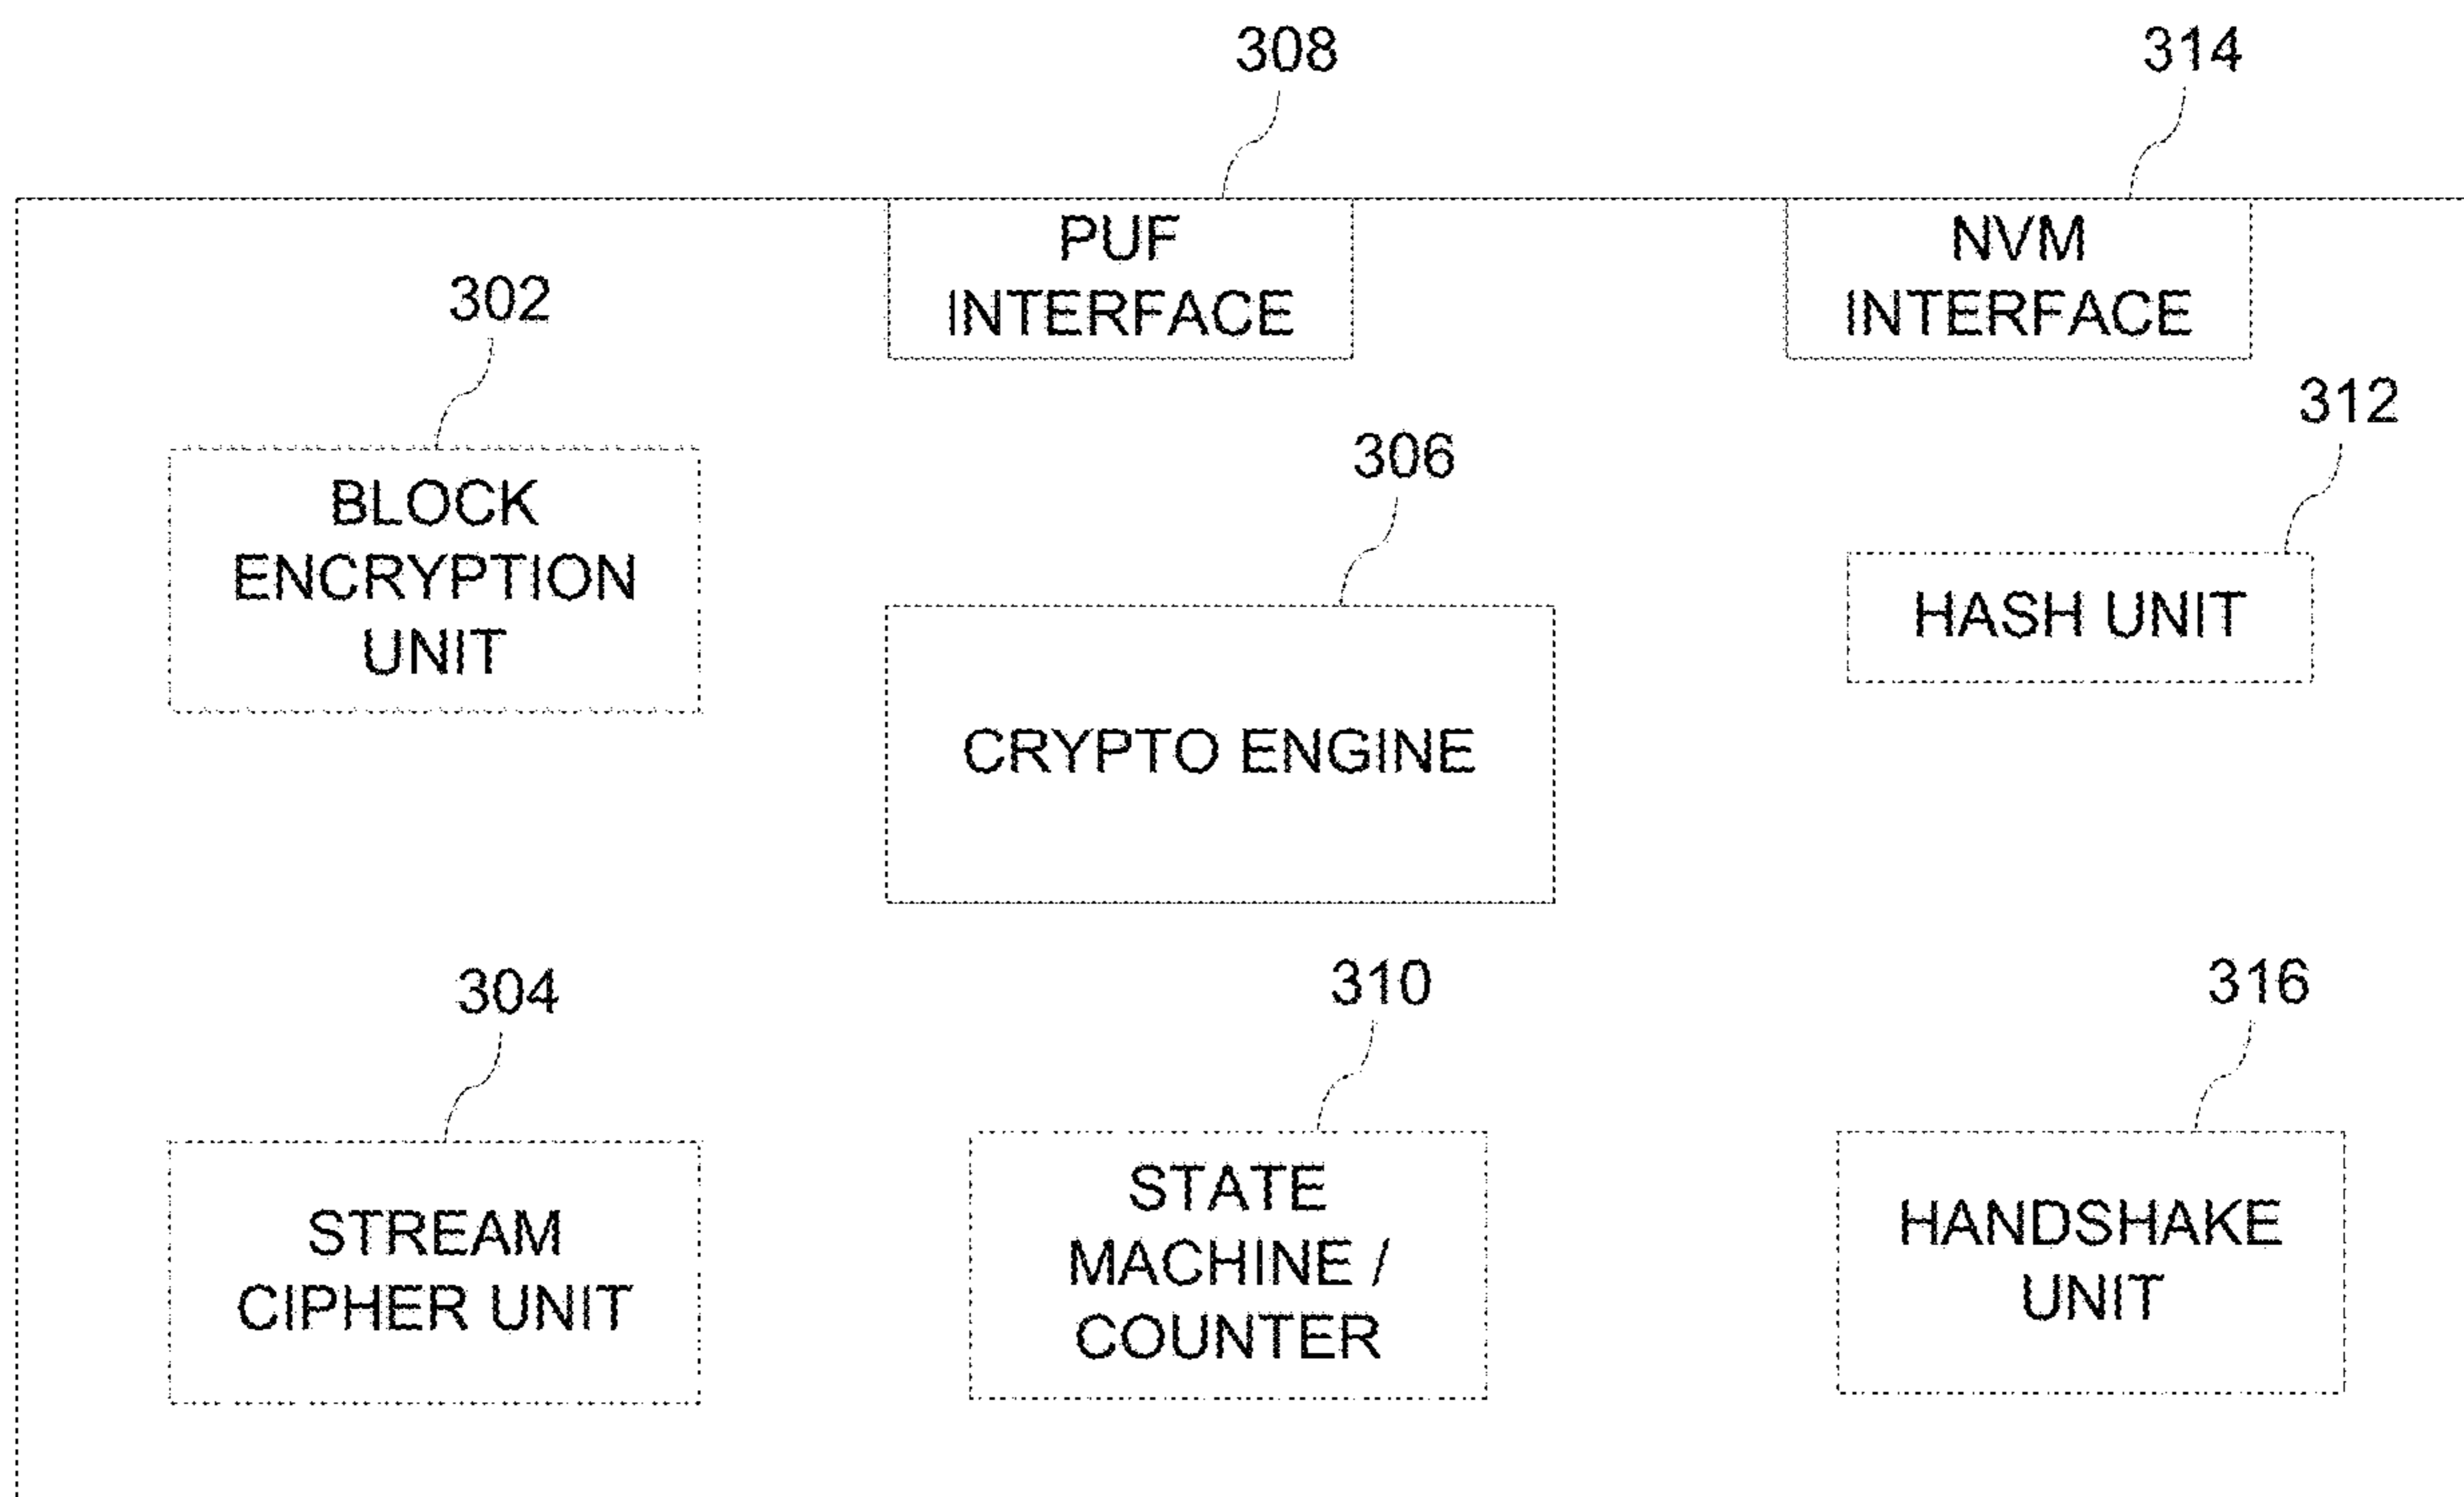 308
314
PUF
INTERFACE
NVM
INTERFACE
302
BLOCK
ENCRYPTION
UNIT
306
CRYPTO ENGINE
312
HASH UNIT
304
STREAM
CIPHER UNIT
310
STATE
MACHINE /
COUNTER
316
HANDSHAKE
UNIT